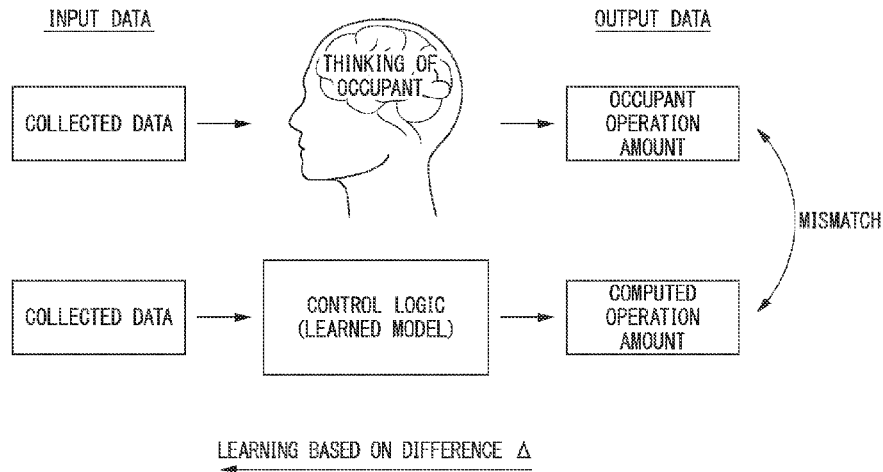 INPUT DATA
OUTPUT DATA
COLLECTED DATA
THINKING OF
OCCUPANT
OCCUPANT
OPERATION
AMOUNT
MISMATCH
COLLECTED DATA
CONTROL LOGIC
(LEARNED MODEL)
COMPUTED
OPERATION
AMOUNT
LEARNING BASED ON DIFFERENCE Δ